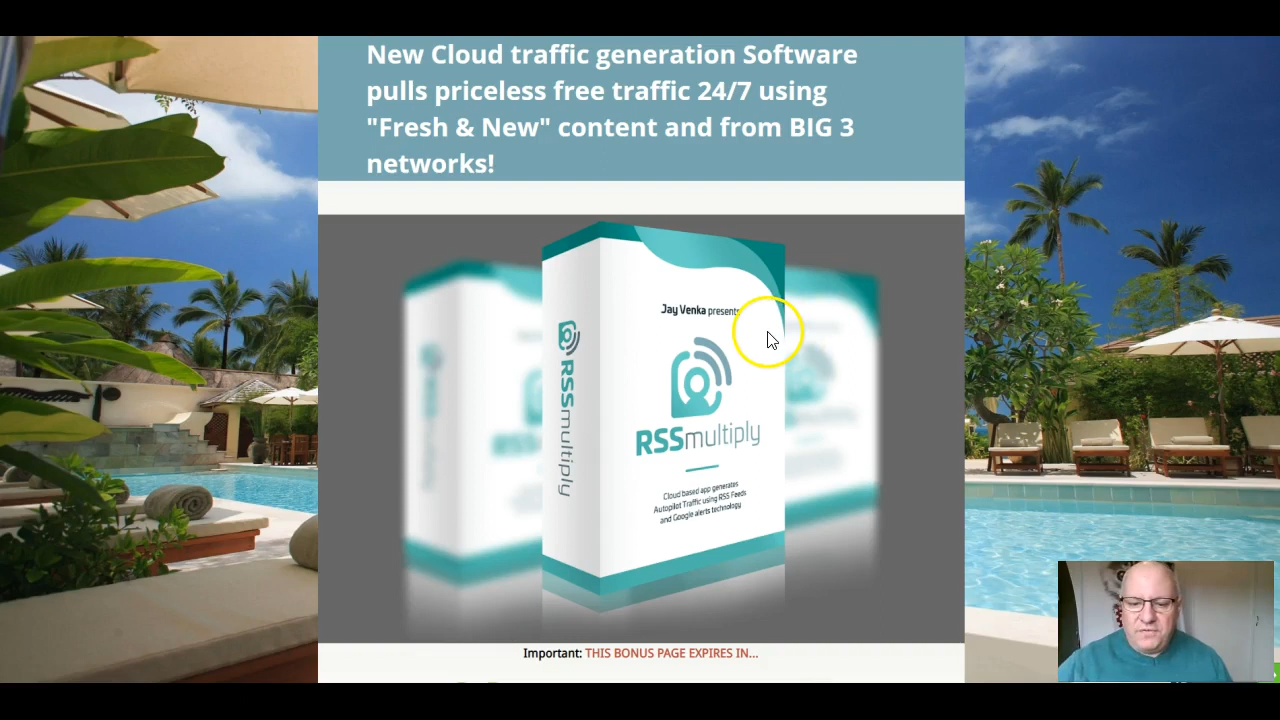 New Cloud traffic generation Software
pulls priceless free traffic 24/7 using
"Fresh & New" content and from BIG 3
networks!
Jay Venka presents
RSSmultiply
RSSmultiply
Cloud based app generates
Autopilot Traffic using RSS Feeds
and Google alerts technology
Important: THIS BONUS PAGE EXPIRES IN...